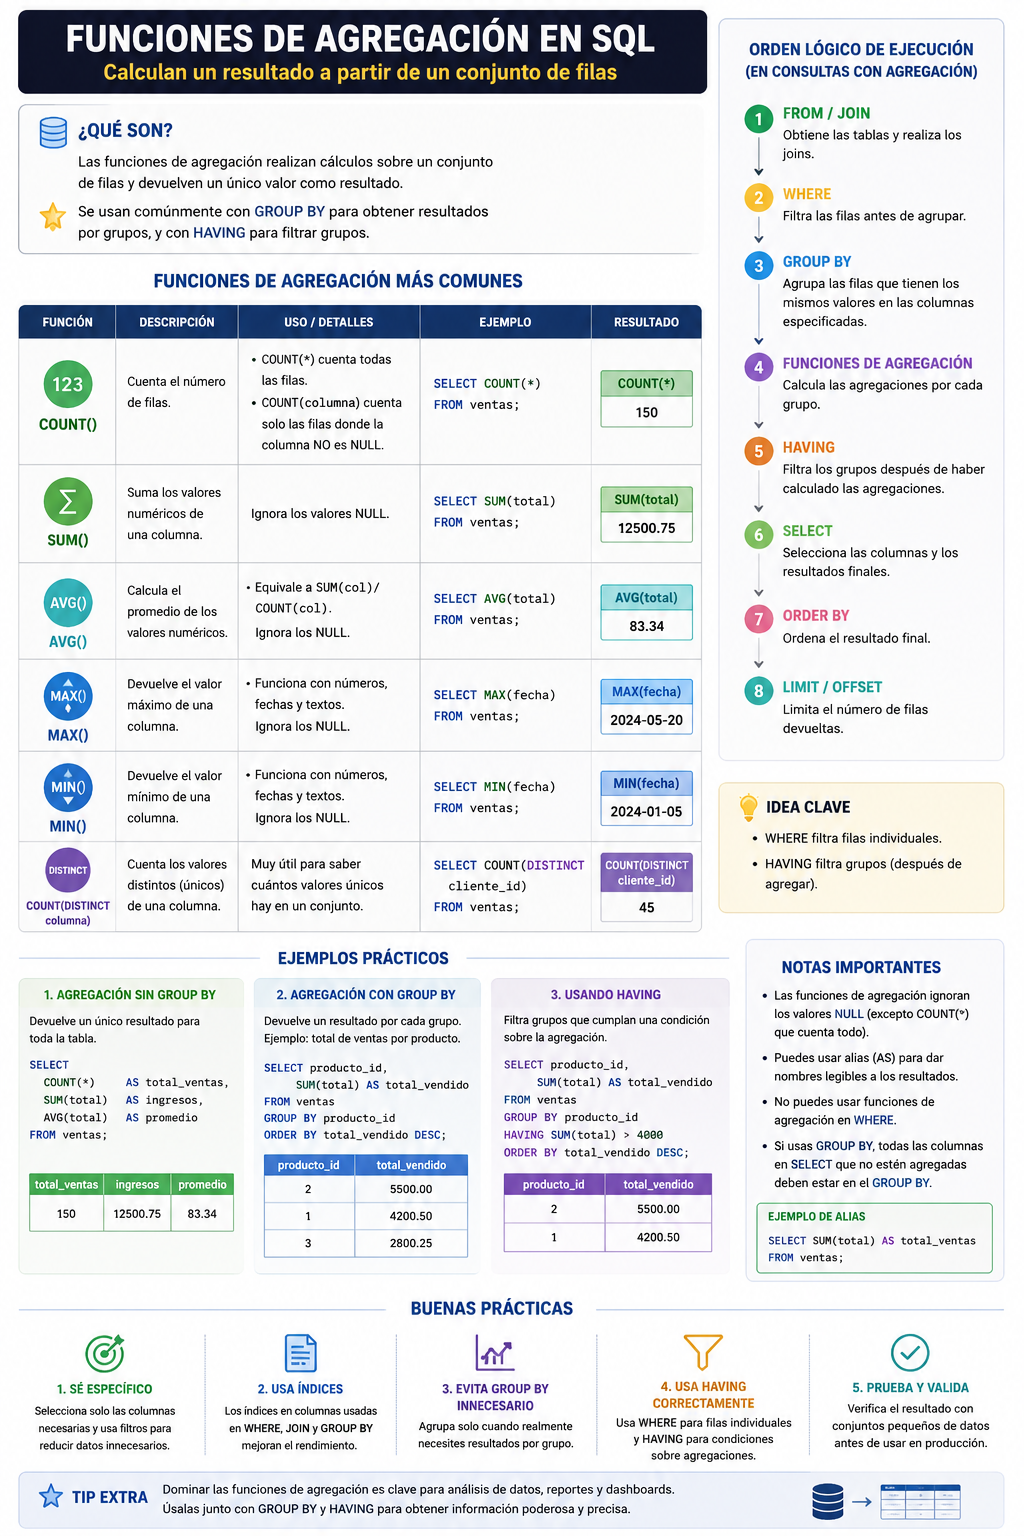 FUNCIONES DE AGREGACIÓN EN SQL
Calculan un resultado a partir de un conjunto de filas
¿QUÉ SON?
Las funciones de agregación realizan cálculos sobre un conjunto
de filas y devuelven un único valor como resultado.
Se usan comúnmente con GROUP BY para obtener resultados
por grupos, y con HAVING para filtrar grupos.
FUNCIONES DE AGREGACIÓN MÁS COMUNES
FUNCIÓN DESCRIPCIÓN USO / DETALLES EJEMPLO RESULTADO
123
COUNT()
Cuenta el número
de filas.
• COUNT(*) cuenta todas
las filas.
• COUNT(columna) cuenta
solo las filas donde la
columna NO es NULL.
SELECT COUNT(*)
FROM ventas;
COUNT(*)
150
Σ
SUM()
Suma los valores
numéricos de
una columna.
Ignora los valores NULL.
SELECT SUM(total)
FROM ventas;
SUM(total)
12500.75
AVG()
AVG()
Calcula el
promedio de los
valores numéricos.
• Equivale a SUM(col)/
COUNT(col).
Ignora los NULL.
SELECT AVG(total)
FROM ventas;
AVG(total)
83.34
MAX()
MAX()
Devuelve el valor
máximo de una
columna.
• Funciona con números,
fechas y textos.
Ignora los NULL.
SELECT MAX(fecha)
FROM ventas;
MAX(fecha)
2024-05-20
MIN()
MIN()
Devuelve el valor
mínimo de una
columna.
• Funciona con números,
fechas y textos.
Ignora los NULL.
SELECT MIN(fecha)
FROM ventas;
MIN(fecha)
2024-01-05
DISTINCT
COUNT(DISTINCT
columna)
Cuenta los valores
distintos (únicos)
de una columna.
Muy útil para saber
cuántos valores únicos
hay en un conjunto.
SELECT COUNT(DISTINCT
cliente_id)
FROM ventas;
COUNT(DISTINCT
cliente_id)
45
ORDEN LÓGICO DE EJECUCIÓN
(EN CONSULTAS CON AGREGACIÓN)
1 FROM / JOIN
Obtiene las tablas y realiza los
joins.
2 WHERE
Filtra las filas antes de agrupar.
3 GROUP BY
Agrupa las filas que tienen los
mismos valores en las columnas
especificadas.
4 FUNCIONES DE AGREGACIÓN
Calcula las agregaciones por cada
grupo.
5 HAVING
Filtra los grupos después de haber
calculado las agregaciones.
6 SELECT
Selecciona las columnas y los
resultados finales.
7 ORDER BY
Ordena el resultado final.
8 LIMIT / OFFSET
Limita el número de filas
devueltas.
IDEA CLAVE
• WHERE filtra filas individuales.
• HAVING filtra grupos (después de
agregar).
EJEMPLOS PRÁCTICOS
1. AGREGACIÓN SIN GROUP BY
Devuelve un único resultado para
toda la tabla.
SELECT
COUNT(*) AS total_ventas,
SUM(total) AS ingresos,
AVG(total) AS promedio
FROM ventas;
total_ventas ingresos promedio
150 12500.75 83.34
2. AGREGACIÓN CON GROUP BY
Devuelve un resultado por cada grupo.
Ejemplo: total de ventas por producto.
SELECT producto_id,
SUM(total) AS total_vendido
FROM ventas
GROUP BY producto_id
ORDER BY total_vendido DESC;
producto_id total_vendido
2 5500.00
1 4200.50
3 2800.25
3. USANDO HAVING
Filtra grupos que cumplan una condición
sobre la agregación.
SELECT producto_id,
SUM(total) AS total_vendido
FROM ventas
GROUP BY producto_id
HAVING SUM(total) > 4000
ORDER BY total_vendido DESC;
producto_id total_vendido
2 5500.00
1 4200.50
NOTAS IMPORTANTES
• Las funciones de agregación ignoran
los valores NULL (excepto COUNT(*)
que cuenta todo).
• Puedes usar alias (AS) para dar
nombres legibles a los resultados.
• No puedes usar funciones de
agregación en WHERE.
• Si usas GROUP BY, todas las columnas
en SELECT que no estén agregadas
deben estar en el GROUP BY.
EJEMPLO DE ALIAS
SELECT SUM(total) AS total_ventas
FROM ventas;
BUENAS PRÁCTICAS
1. SÉ ESPECÍFICO
Selecciona solo las columnas
necesarias y usa filtros para
reducir datos innecesarios.
2. USA ÍNDICES
Los índices en columnas usadas
en WHERE, JOIN y GROUP BY
mejoran el rendimiento.
3. EVITA GROUP BY
INNECESARIO
Agrupa solo cuando realmente
necesites resultados por grupo.
4. USA HAVING
CORRECTAMENTE
Usa WHERE para filas individuales
y HAVING para condiciones
sobre agregaciones.
5. PRUEBA Y VALIDA
Verifica el resultado con
conjuntos pequeños de datos
antes de usar en producción.
TIP EXTRA
Dominar las funciones de agregación es clave para análisis de datos, reportes y dashboards.
Úsalas junto con GROUP BY y HAVING para obtener información poderosa y precisa.